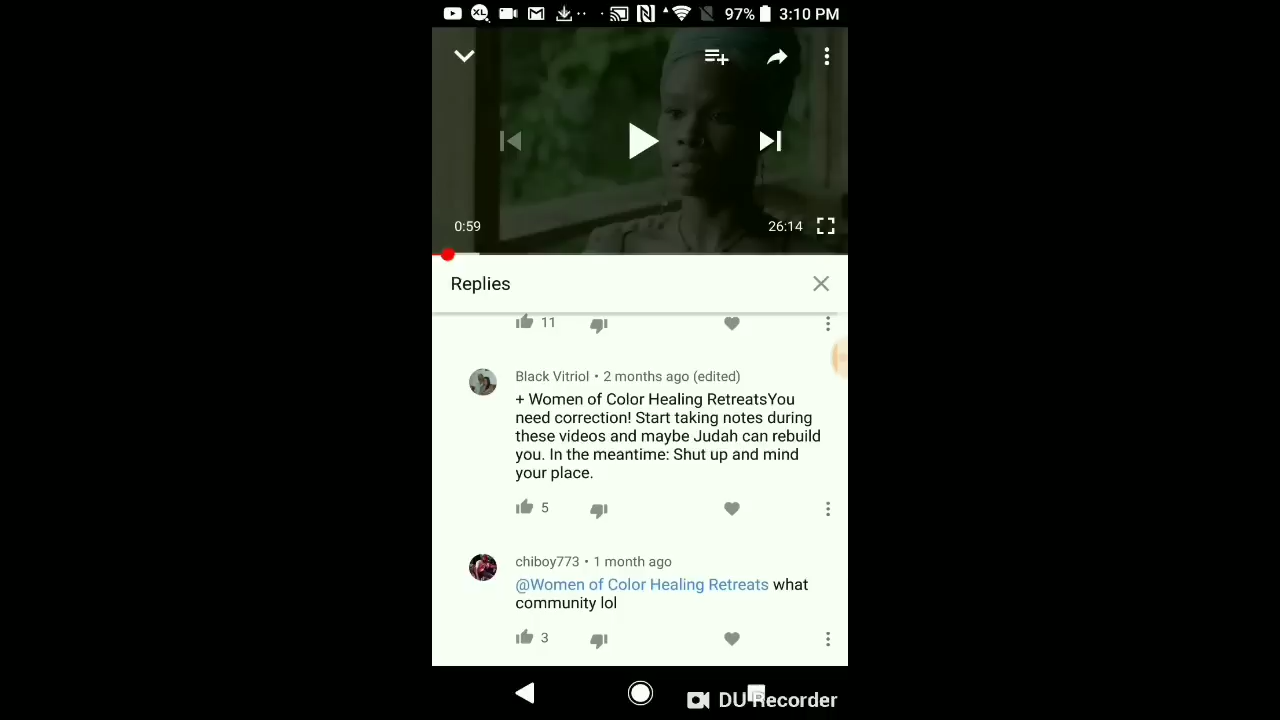 XL
97% 3:10 PM
0:59
26:14
Replies
11
Black Vitriol • 2 months ago (edited)
+ Women of Color Healing RetreatsYou
need correction! Start taking notes during
these videos and maybe Judah can rebuild
you. In the meantime: Shut up and mind
your place.
5
chiboy773 • 1 month ago
@Women of Color Healing Retreats what
community lol
3
DU Recorder